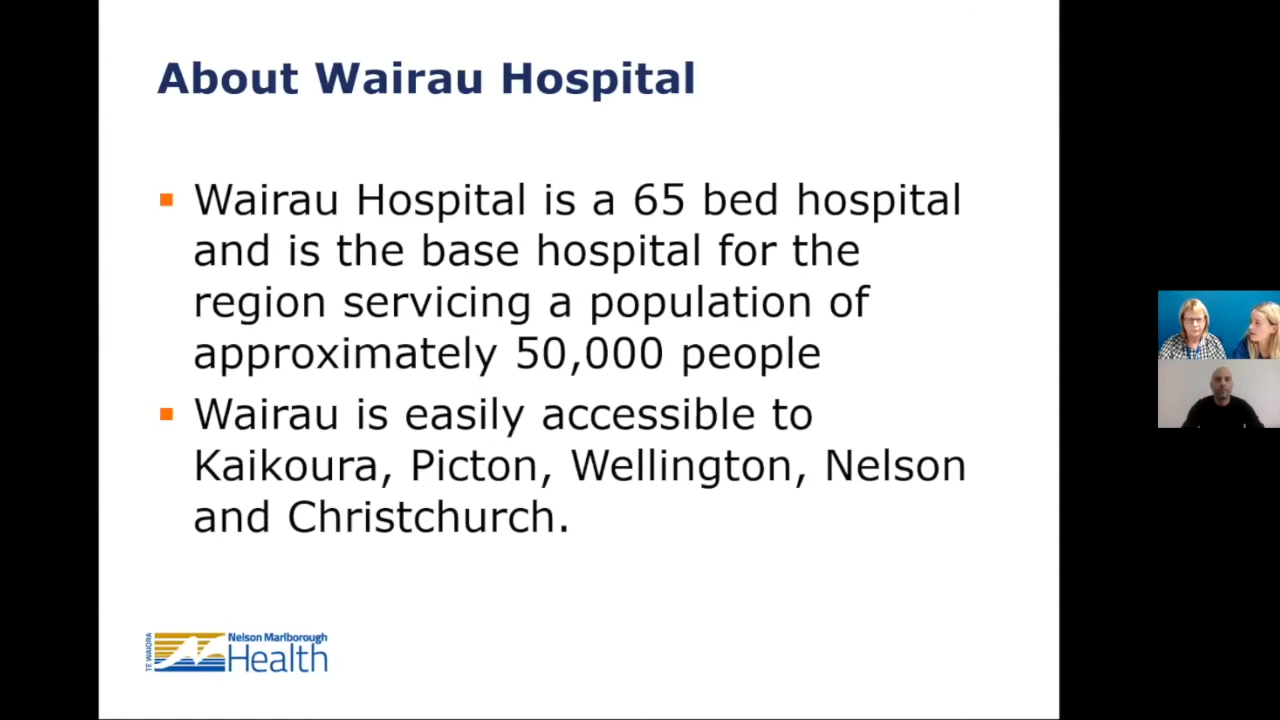 About Wairau Hospital
Wairau Hospital is a 65 bed hospital
and is the base hospital for the
region servicing a population of
approximately 50,000 people
Wairau is easily accessible to
Kaikoura, Picton, Wellington, Nelson
and Christchurch.
TE WAIORA
Nelson Marlborough
Health